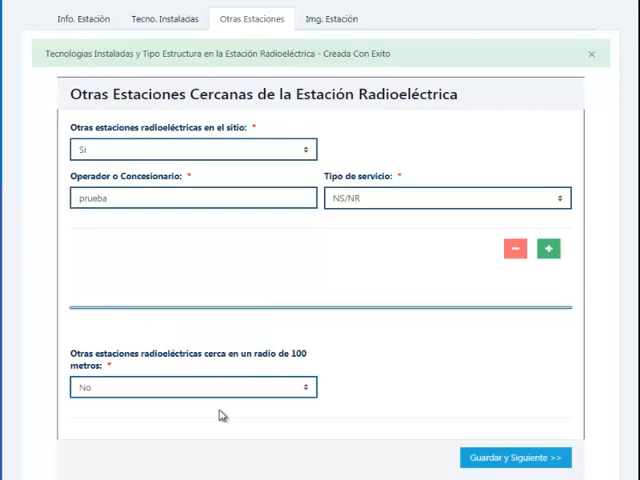 Info. Estación Tecno. Instaladas Otras Estaciones Img. Estación
Tecnologias Instaladas y Tipo Estructura en la Estación Radioeléctrica - Creada Con Exito ×
Otras Estaciones Cercanas de la Estación Radioeléctrica
Otras estaciones radioeléctricas en el sitio: *
Si
Operador o Concesionario: * Tipo de servicio: *
prueba NS/NR
Otras estaciones radioeléctricas cerca en un radio de 100
metros: *
No
Guardar y Siguiente >>